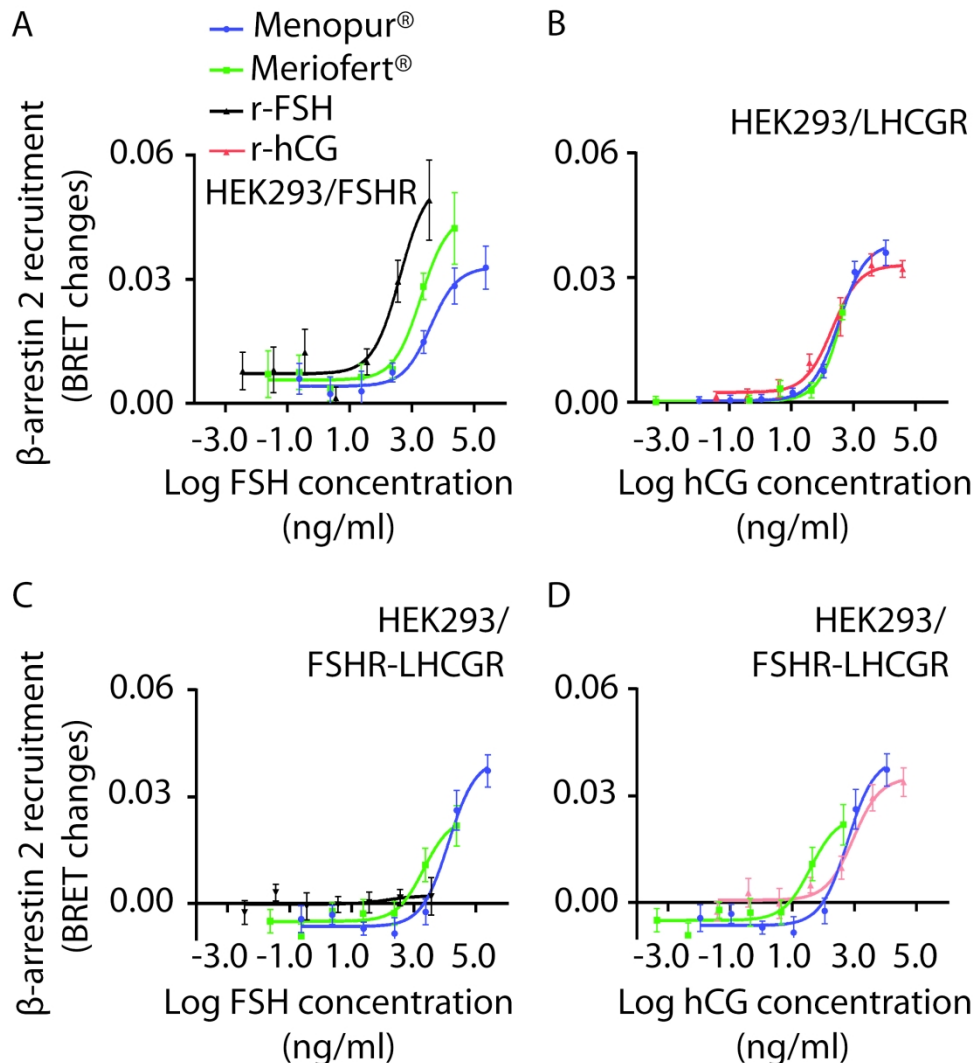 A
Menopur®
Meriofert®
r-FSH
r-hCG
HEK293/FSHR
β-arrestin 2 recruitment
(BRET changes)
0.06
0.03
0.00
-3.0 -1.0 1.0 3.0 5.0
Log FSH concentration
(ng/ml)
B
HEK293/LHCGR
0.06
0.03
0.00
-3.0 -1.0 1.0 3.0 5.0
Log hCG concentration
(ng/ml)
C
HEK293/
FSHR-LHCGR
β-arrestin 2 recruitment
(BRET changes)
0.06
0.03
0.00
-3.0 -1.0 1.0 3.0 5.0
Log FSH concentration
(ng/ml)
D
HEK293/
FSHR-LHCGR
0.06
0.03
0.00
-3.0 -1.0 1.0 3.0 5.0
Log hCG concentration
(ng/ml)